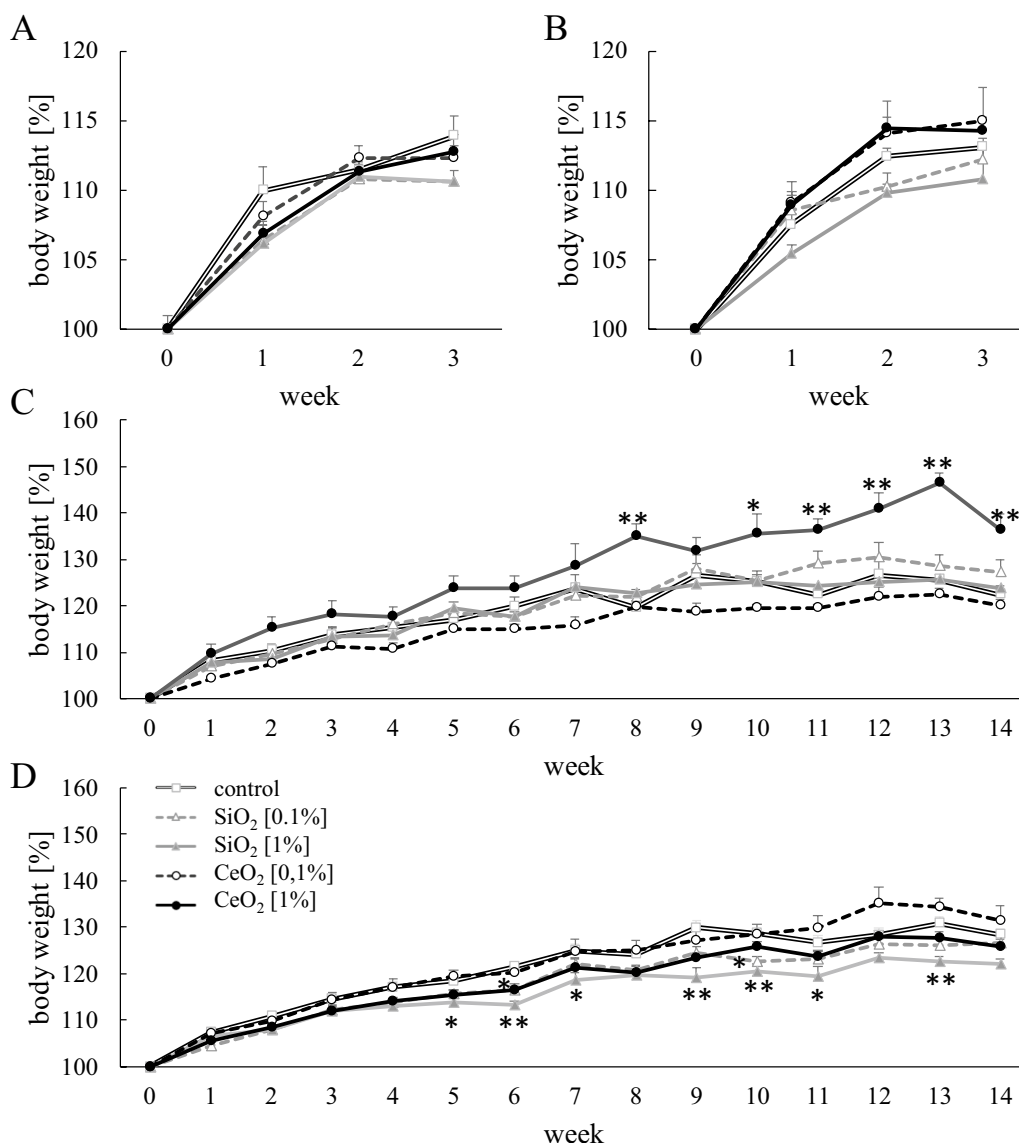 A
120
115
110
105
100
0 1 2 3
body weight [%]
week
B
120
115
110
105
100
0 1 2 3
body weight [%]
week
C
160
150
140
130
120
110
100
0 1 2 3 4 5 6 7 8 9 10 11 12 13 14
body weight [%]
week
** * ** ** ** **
D
160
150
140
130
120
110
100
0 1 2 3 4 5 6 7 8 9 10 11 12 13 14
body weight [%]
week
control
SiO₂ [0.1%]
SiO₂ [1%]
CeO₂ [0,1%]
CeO₂ [1%]
* *
* ** * ** ** * **